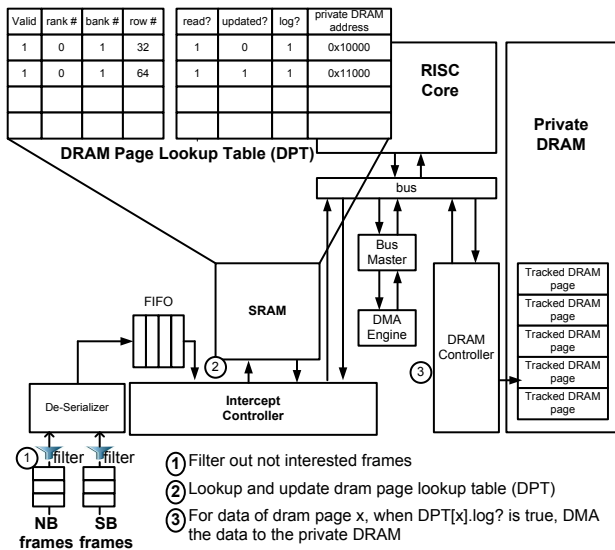 Valid rank # bank # row # read? updated? log? private DRAM address
1 0 1 32 1 0 1 0x10000
1 0 1 64 1 1 1 0x11000
DRAM Page Lookup Table (DPT)
RISC Core
Private DRAM
bus
Bus Master
DMA Engine
SRAM
FIFO
2
DRAM Controller
3
Tracked DRAM page
Tracked DRAM page
Tracked DRAM page
Tracked DRAM page
Tracked DRAM page
De-Serializer
Intercept Controller
1 filter filter
NB frames
SB frames
1 Filter out not interested frames
2 Lookup and update dram page lookup table (DPT)
3 For data of dram page x, when DPT[x].log? is true, DMA
the data to the private DRAM